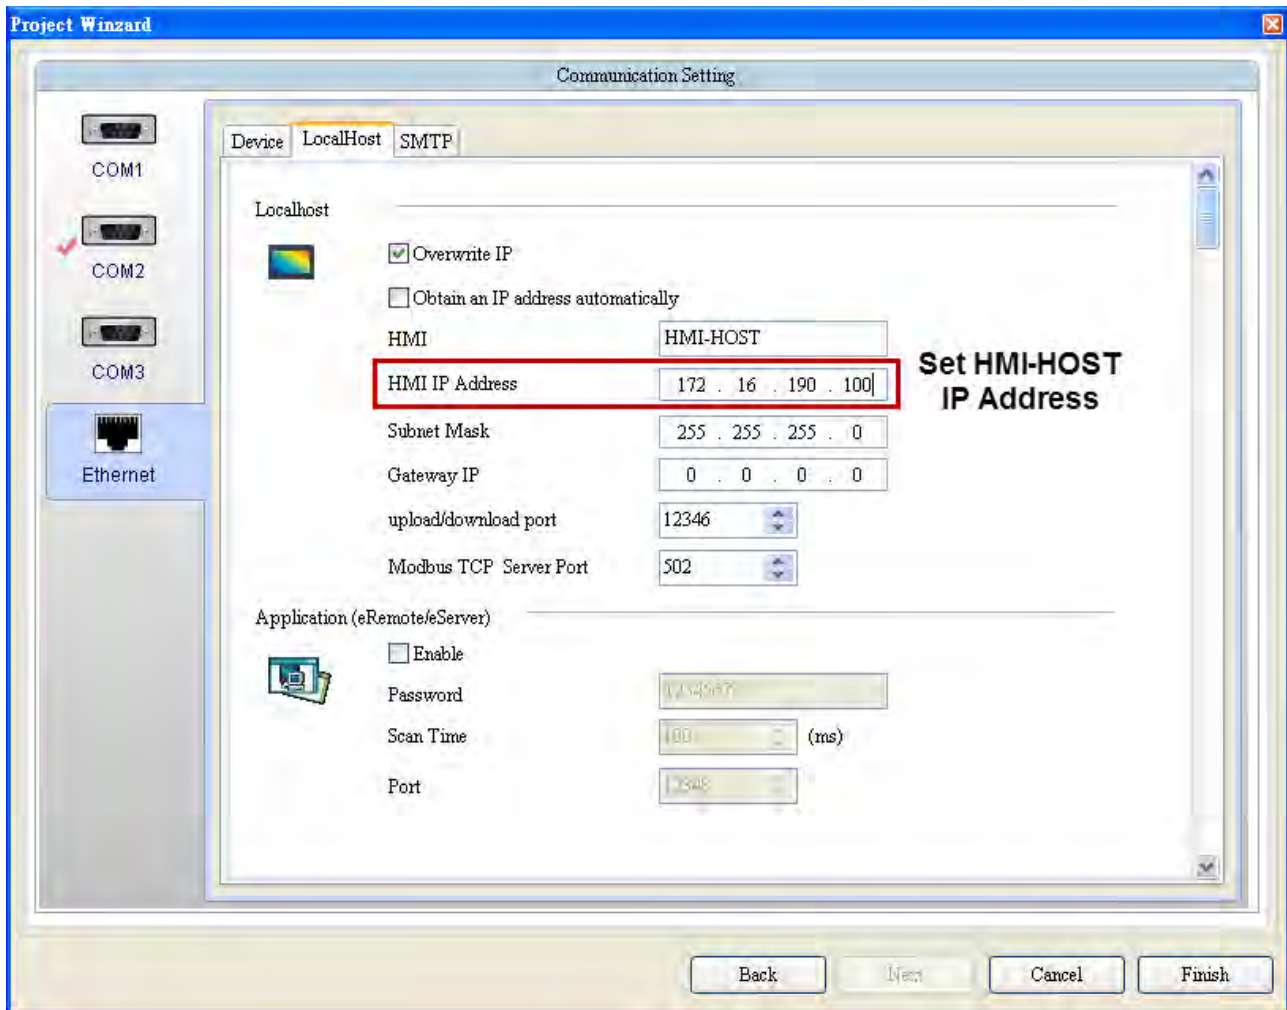 Project Winzard
Communication Setting
COM1
COM2
COM3
Ethernet
Device LocalHost SMTP
Localhost
Overwrite IP
Obtain an IP address automatically
HMI HMI-HOST
HMI IP Address 172 . 16 . 190 . 100
Set HMI-HOST
IP Address
Subnet Mask 255 . 255 . 255 . 0
Gateway IP 0 . 0 . 0 . 0
upload/download port 12346
Modbus TCP Server Port 502
Application (eRemote/eServer)
Enable
Password
Scan Time 100 (ms)
Port 12348
Back Next Cancel Finish